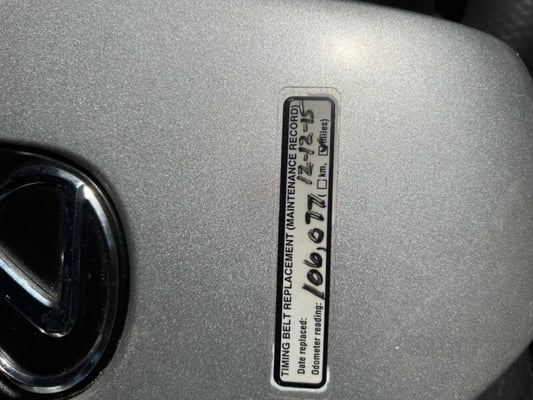 TIMING BELT REPLACEMENT (MAINTENANCE RECORD)
Date replaced: 12-12-15
Odometer reading: 106,077 ( km, miles)